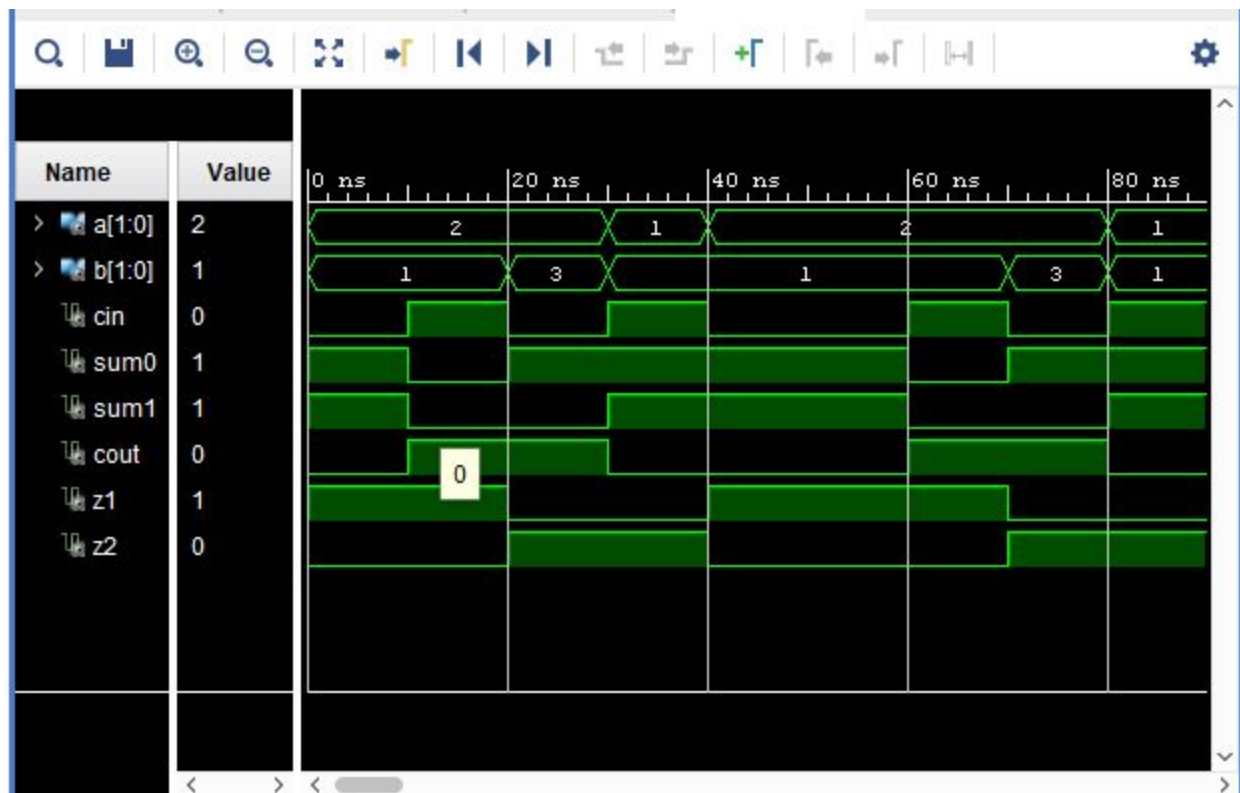 Name Value
0 ns 20 ns 40 ns 60 ns 80 ns
a[1:0] 2 2 1 2 1
b[1:0] 1 1 3 1 3 1
cin 0
sum0 1
sum1 1
cout 0
0
z1 1
z2 0